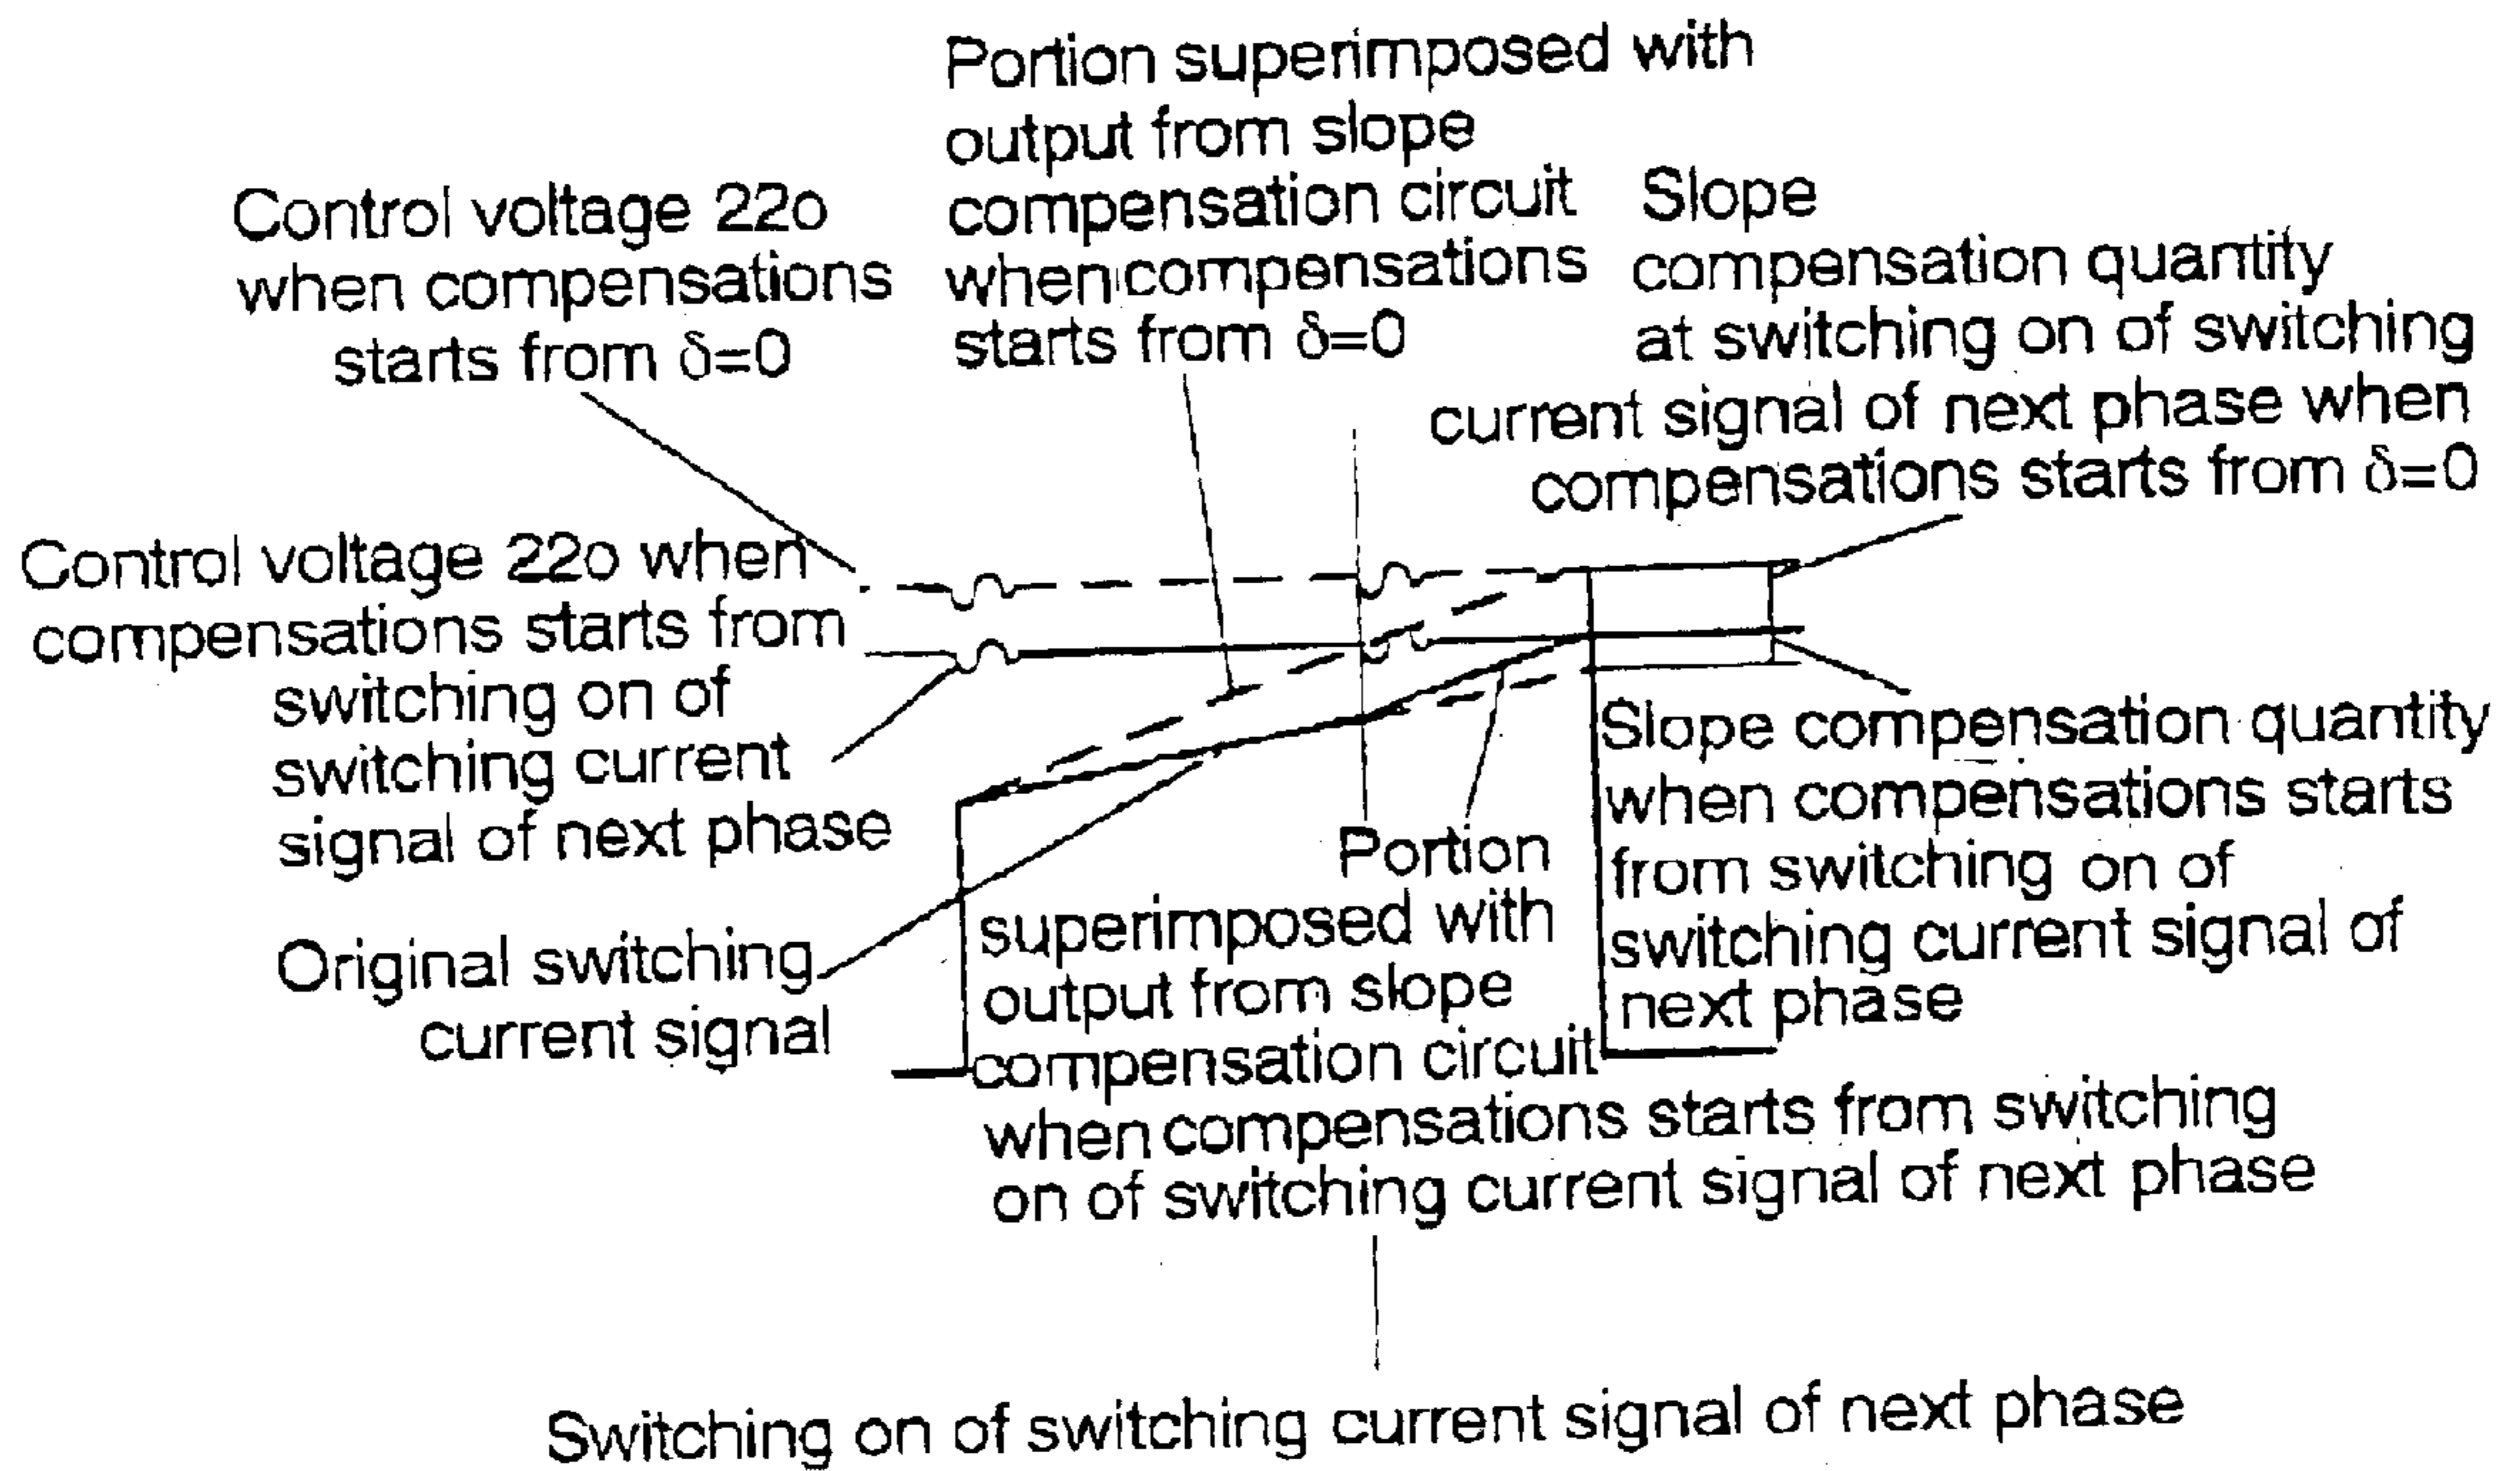 Portion superimposed with
output from slope
compensation circuit
when compensations
starts from δ=0
Control voltage 22o
when compensations
starts from δ=0
Slope
compensation quantity
at switching on of switching
current signal of next phase when
compensations starts from δ=0
Control voltage 22o when
compensations starts from
switching on of
switching current
signal of next phase
Original switching
current signal
Portion
superimposed with
output from slope
compensation circuit
when compensations starts from switching
on of switching current signal of next phase
Slope compensation quantity
when compensations starts
from switching on of
switching current signal of
next phase
Switching on of switching current signal of next phase